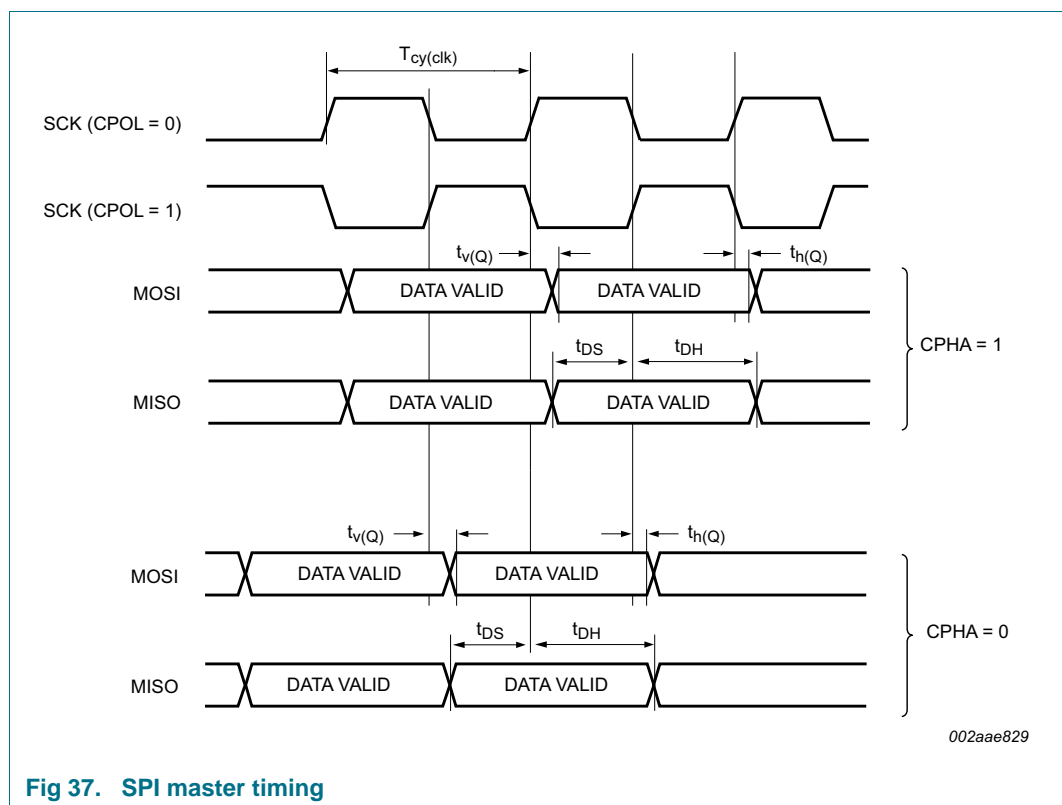 Tcy(clk)
SCK (CPOL = 0)
SCK (CPOL = 1)
tv(Q) th(Q)
MOSI DATA VALID DATA VALID
CPHA = 1
tDS tDH
MISO DATA VALID DATA VALID
tv(Q) th(Q)
MOSI DATA VALID DATA VALID
tDS tDH
CPHA = 0
MISO DATA VALID DATA VALID
002aae829
Fig 37. SPI master timing